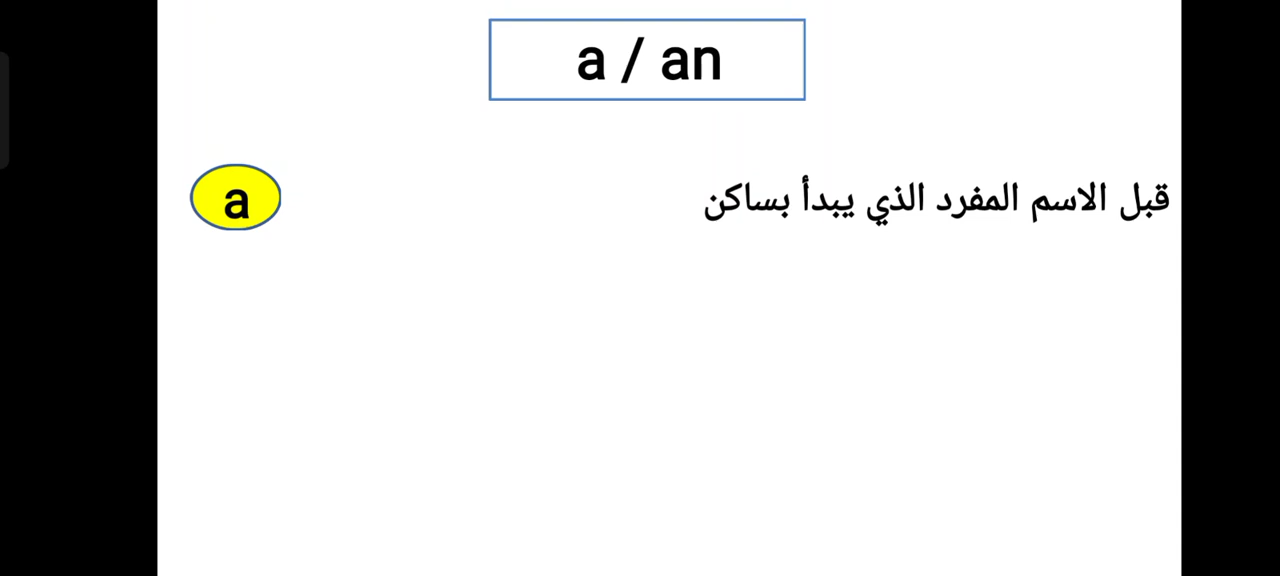 a / an
a
قبل الاسم المفرد الذي يبدأ بساكن